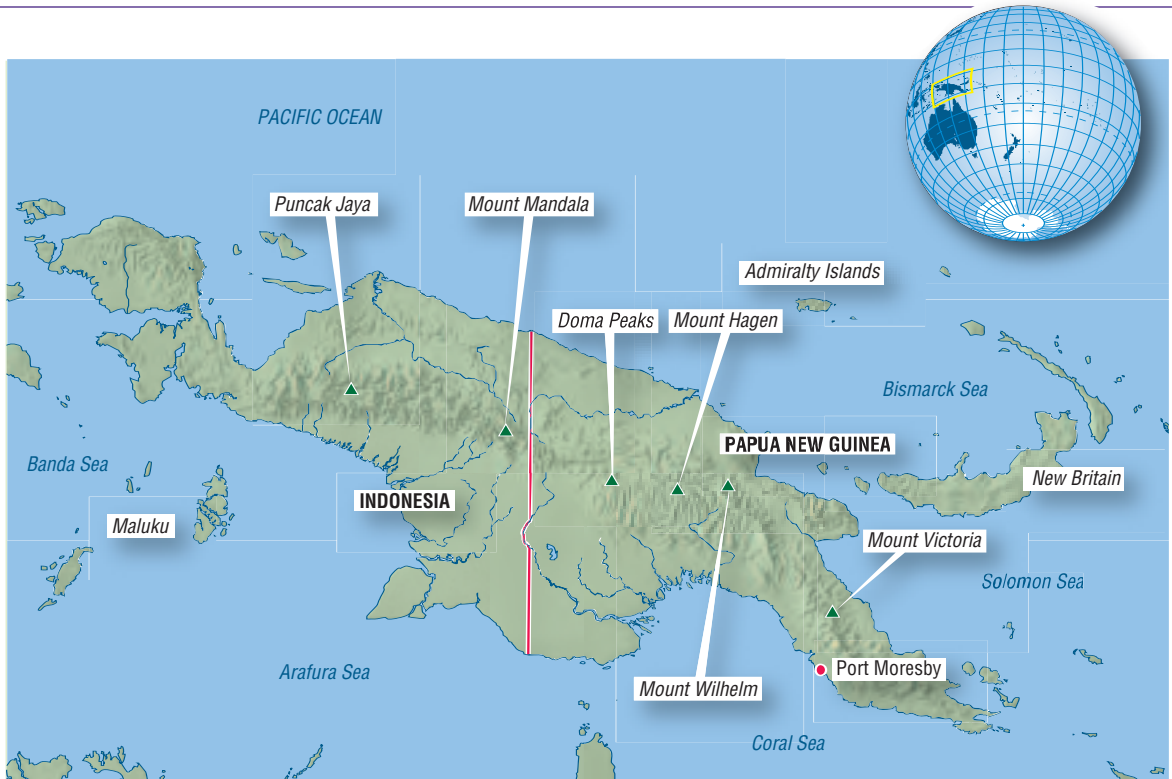 PACIFIC OCEAN
Puncak Jaya
Mount Mandala
Admiralty Islands
Doma Peaks
Mount Hagen
Bismarck Sea
PAPUA NEW GUINEA
Banda Sea
New Britain
INDONESIA
Maluku
Mount Victoria
Solomon Sea
Arafura Sea
Port Moresby
Mount Wilhelm
Coral Sea